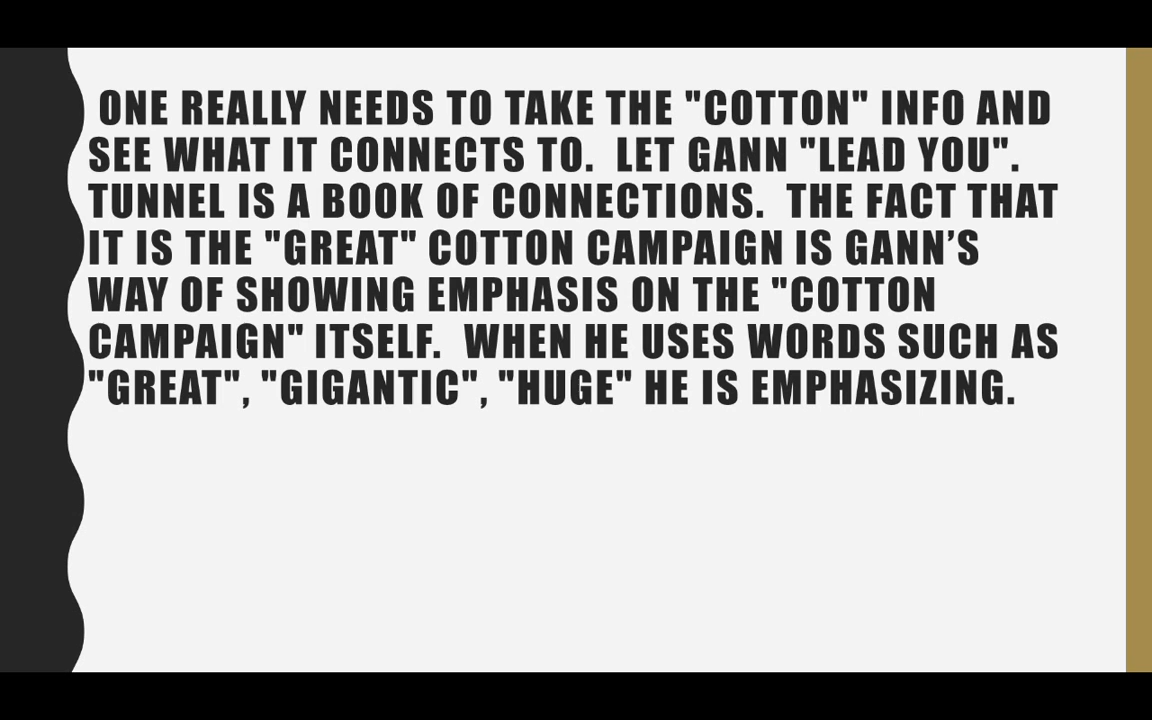 ONE REALLY NEEDS TO TAKE THE "COTTON" INFO AND
SEE WHAT IT CONNECTS TO.  LET GANN "LEAD YOU".
TUNNEL IS A BOOK OF CONNECTIONS.  THE FACT THAT
IT IS THE "GREAT" COTTON CAMPAIGN IS GANN’S
WAY OF SHOWING EMPHASIS ON THE "COTTON
CAMPAIGN" ITSELF.  WHEN HE USES WORDS SUCH AS
"GREAT", "GIGANTIC", "HUGE" HE IS EMPHASIZING.